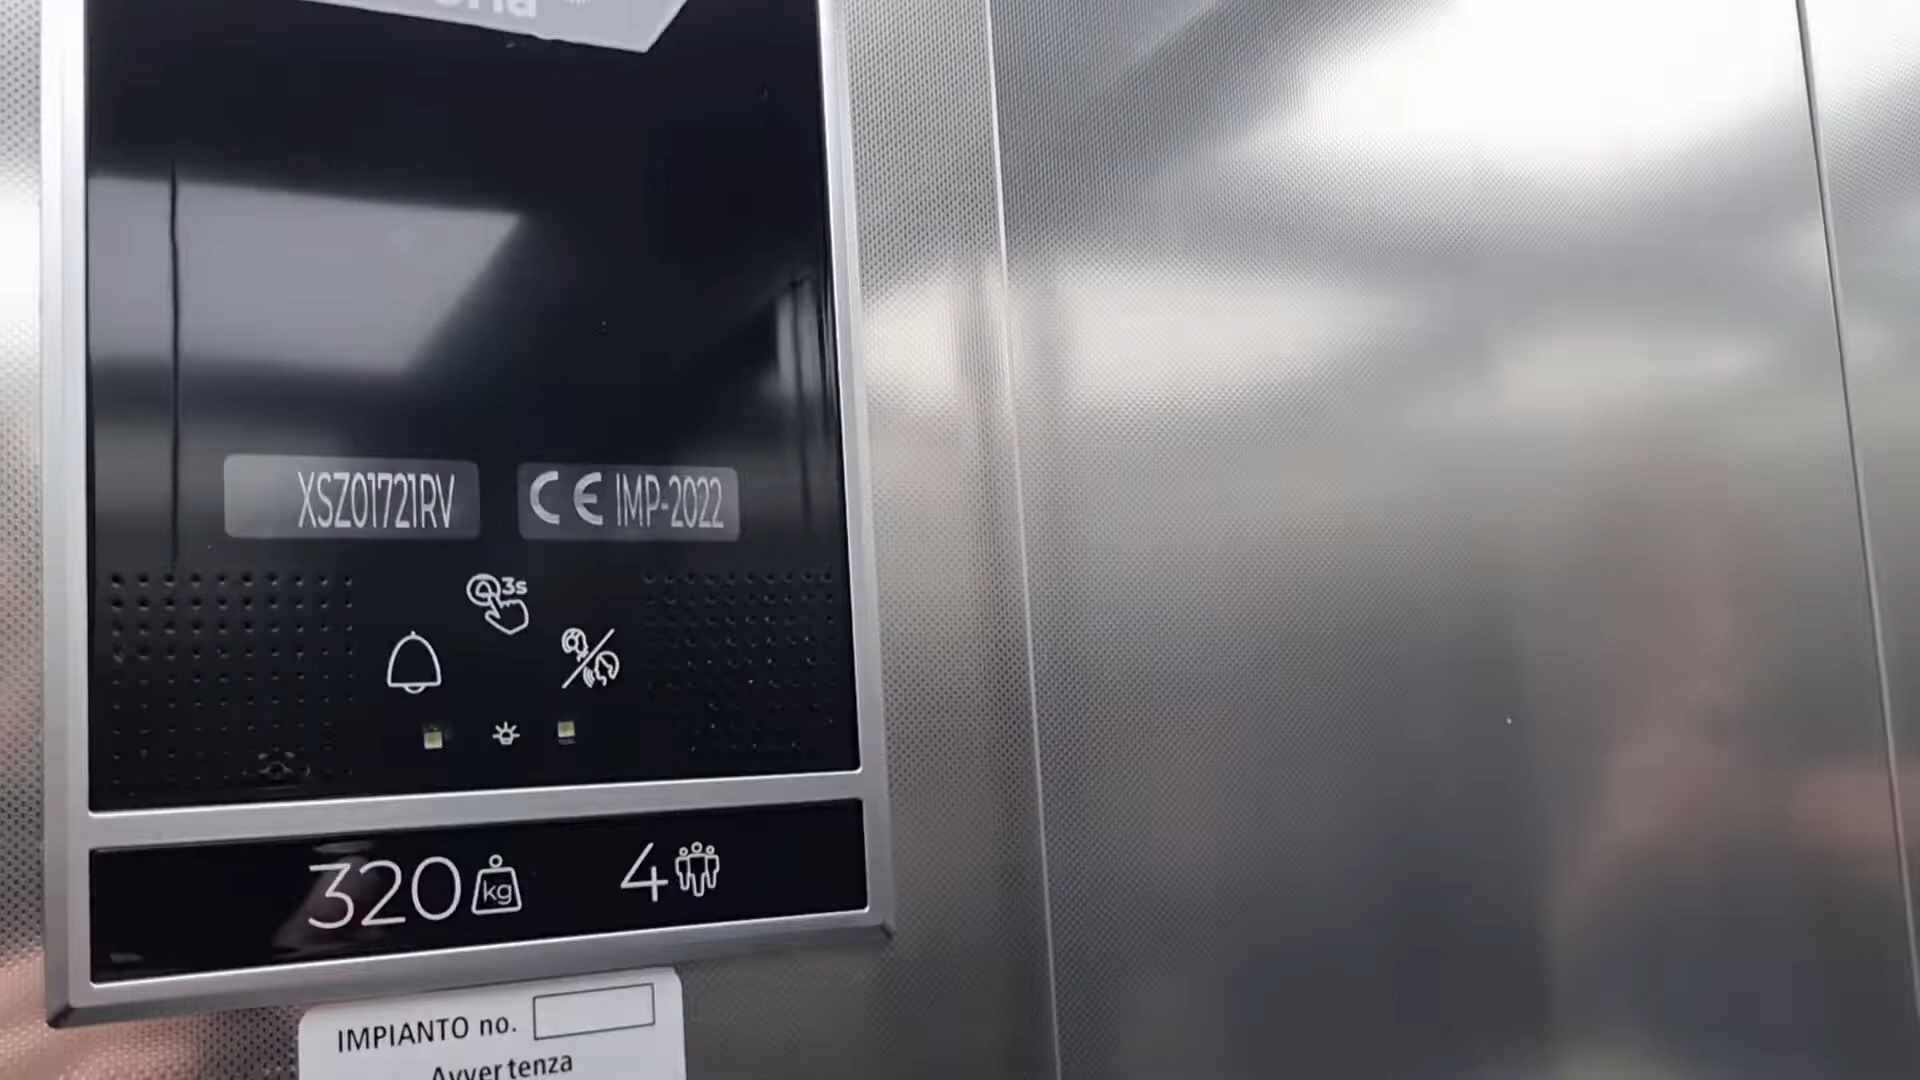 XSZ01721RV
CE IMP-2022
3s
320 kg 4
IMPIANTO no.
Avvertenza